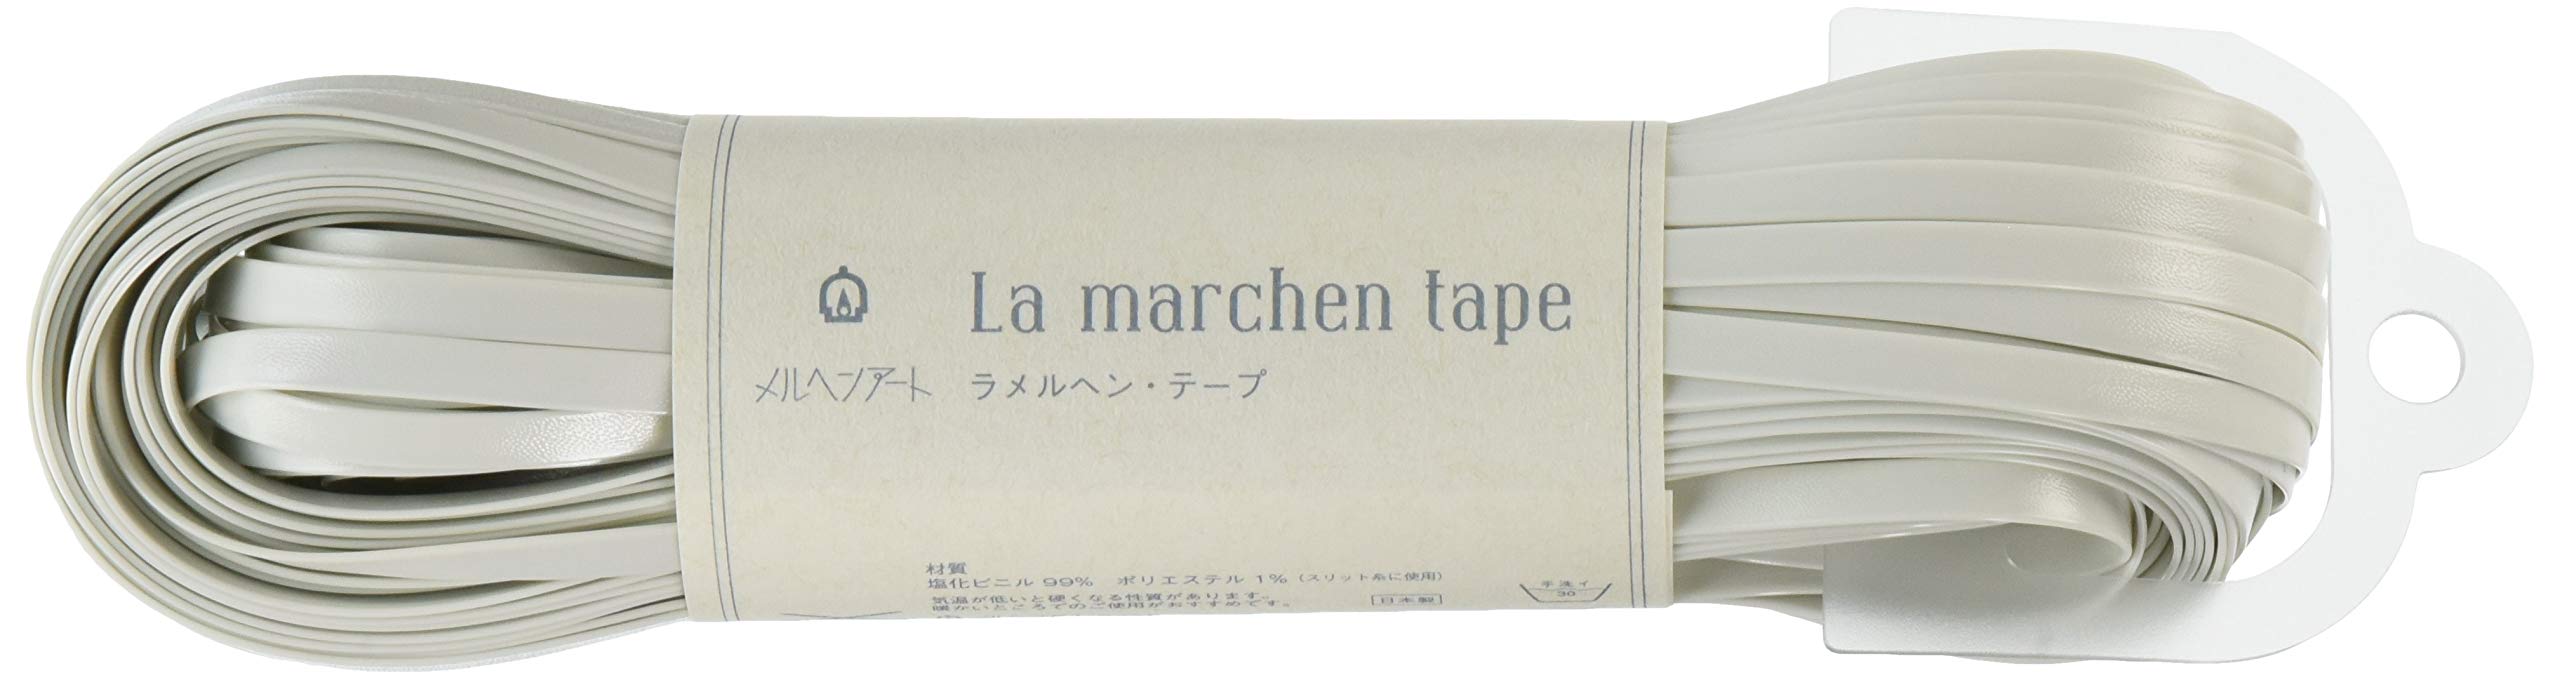 La marchen tape
メルヘンアート ラメルヘン・テープ
材質
塩化ビニル 99% ポリエステル 1%（スリット糸に使用）
気温が低いと硬くなる性質があります。
暖かいところでのご使用がおすすめです。
日本製
手洗イ
30